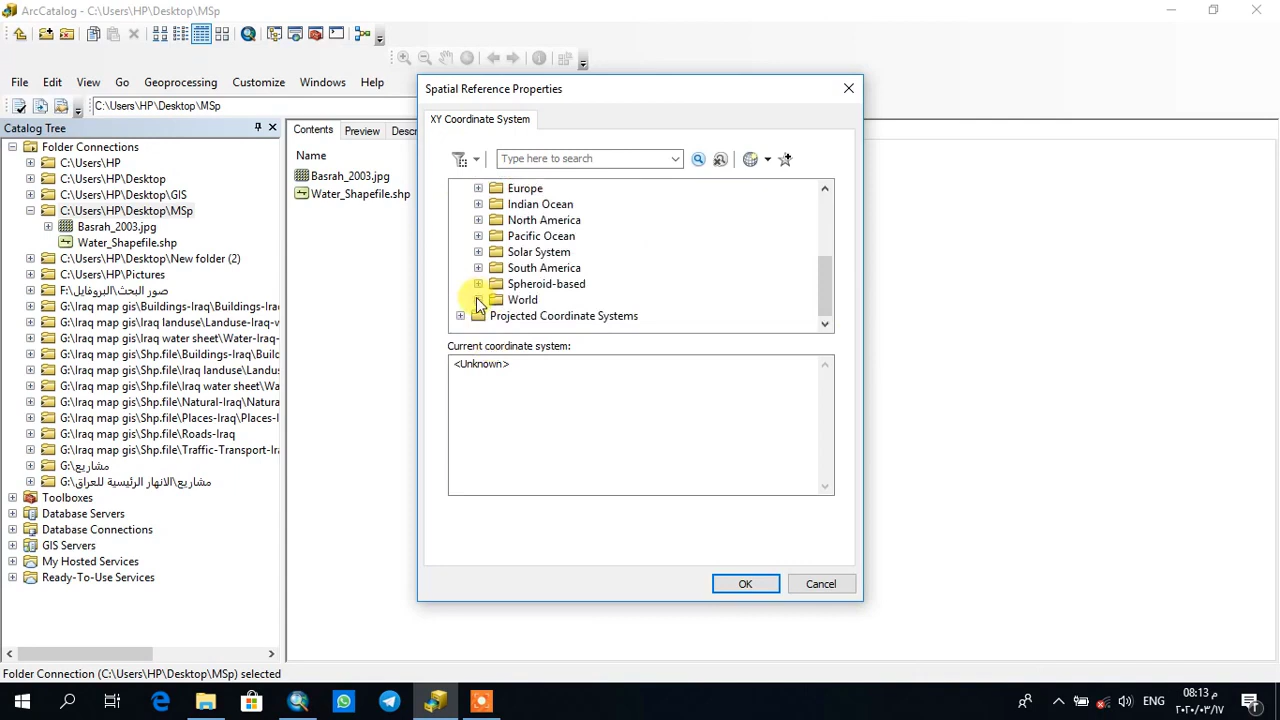 ArcCatalog - C:\Users\HP\Desktop\MSp
File Edit View Go Geoprocessing Customize Windows Help
C:\Users\HP\Desktop\MSp
Catalog Tree
Folder Connections
C:\Users\HP
C:\Users\HP\Desktop
C:\Users\HP\Desktop\GIS
C:\Users\HP\Desktop\MSp
Basrah_2003.jpg
Water_Shapefile.shp
C:\Users\HP\Desktop\New folder (2)
C:\Users\HP\Pictures
F:\صور البحث\البروفايل
G:\Iraq map gis\Buildings-Iraq\Buildings-Ira
G:\Iraq map gis\Iraq landuse\Iraq landuse-
G:\Iraq map gis\Iraq water sheet\Water-Ira
G:\Iraq map gis\Shp.file\Buildings-Iraq\Buil
G:\Iraq map gis\Shp.file\Iraq landuse\Landu
G:\Iraq map gis\Shp.file\Iraq water sheet\Wa
G:\Iraq map gis\Shp.file\Natural-Iraq\Natura
G:\Iraq map gis\Shp.file\Places-Iraq\Places-I
G:\Iraq map gis\Shp.file\Roads-Iraq
G:\Iraq map gis\Shp.file\Traffic-Transport-Ira
G:\مشاريع
G:\مشاريع\الانهار الرئيسية للعراق
Toolboxes
Database Servers
Database Connections
GIS Servers
My Hosted Services
Ready-To-Use Services
Contents Preview Descr
Name
Basrah_2003.jpg
Water_Shapefile.shp
Spatial Reference Properties
XY Coordinate System
Type here to search
Europe
Indian Ocean
North America
Pacific Ocean
Solar System
South America
Spheroid-based
World
Projected Coordinate Systems
Current coordinate system:
<Unknown>
OK Cancel
Folder Connection (C:\Users\HP\Desktop\MSp) selected
ENG
08:13 م
٢٠٢٠/٠٣/١٧